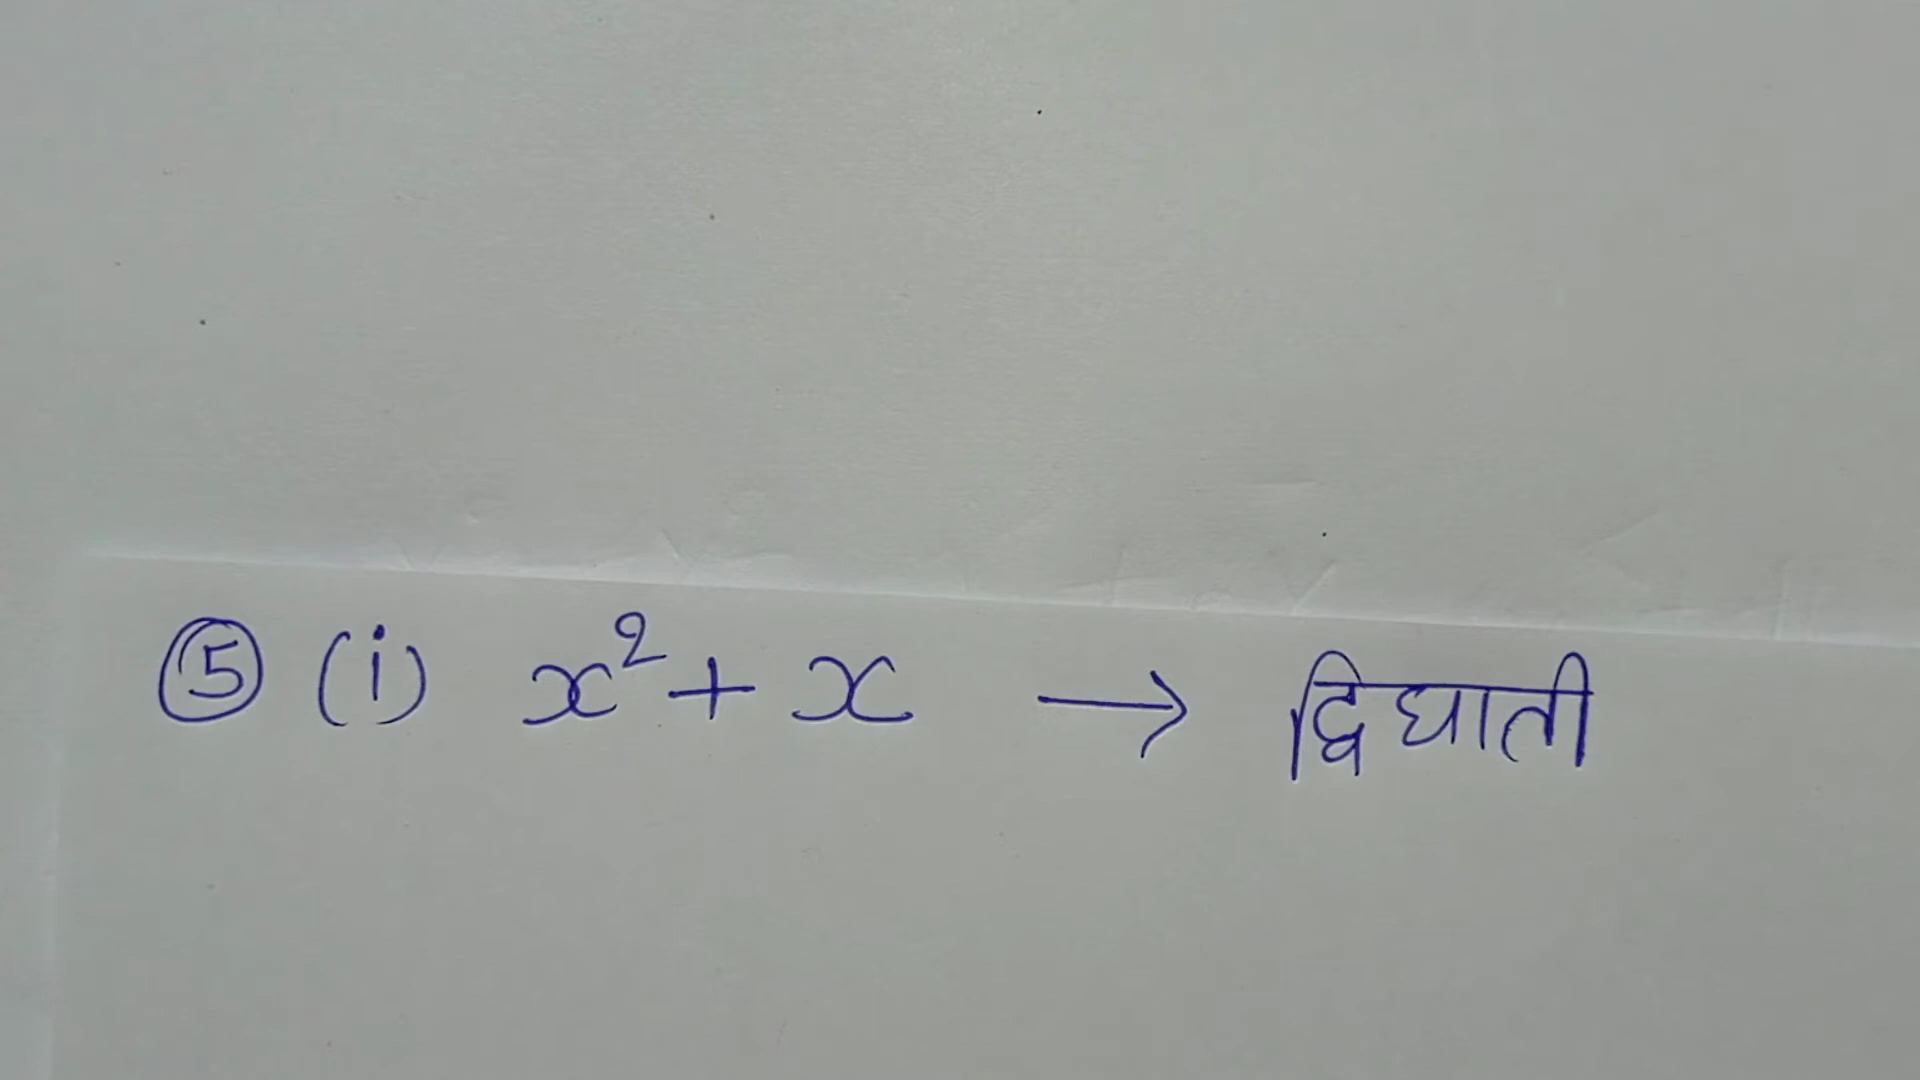 ⑤ (i) x² + x → द्विघाती